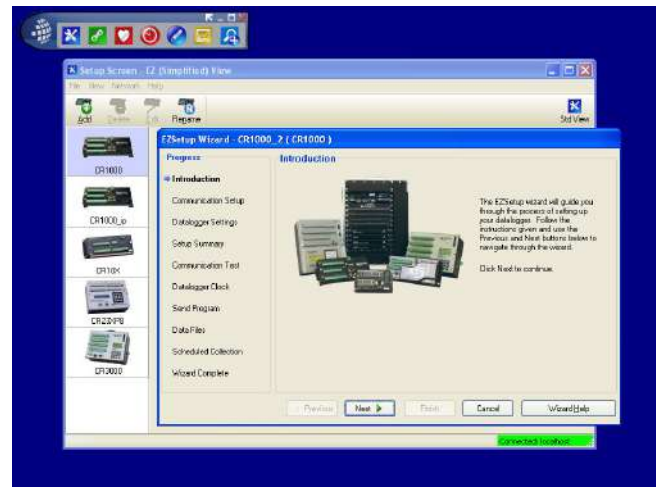 Setup Screen - EZ (Simplified) View
File View Network Help
Add Delete Edit Rename
Std View
CR1000
CR1000_ip
CR10X
CR23XPB
CR3000
EZSetup Wizard - CR1000_2 ( CR1000 )
Progress
Introduction
Communication Setup
Datalogger Settings
Setup Summary
Communication Test
Datalogger Clock
Send Program
Data Files
Scheduled Collection
Wizard Complete
Introduction
The EZSetup wizard will guide you
through the process of setting up
your datalogger. Follow the
instructions given and use the
Previous and Next buttons below to
navigate through the wizard.
Click Next to continue.
Previous Next Finish Cancel Wizard Help
Connected: localhost